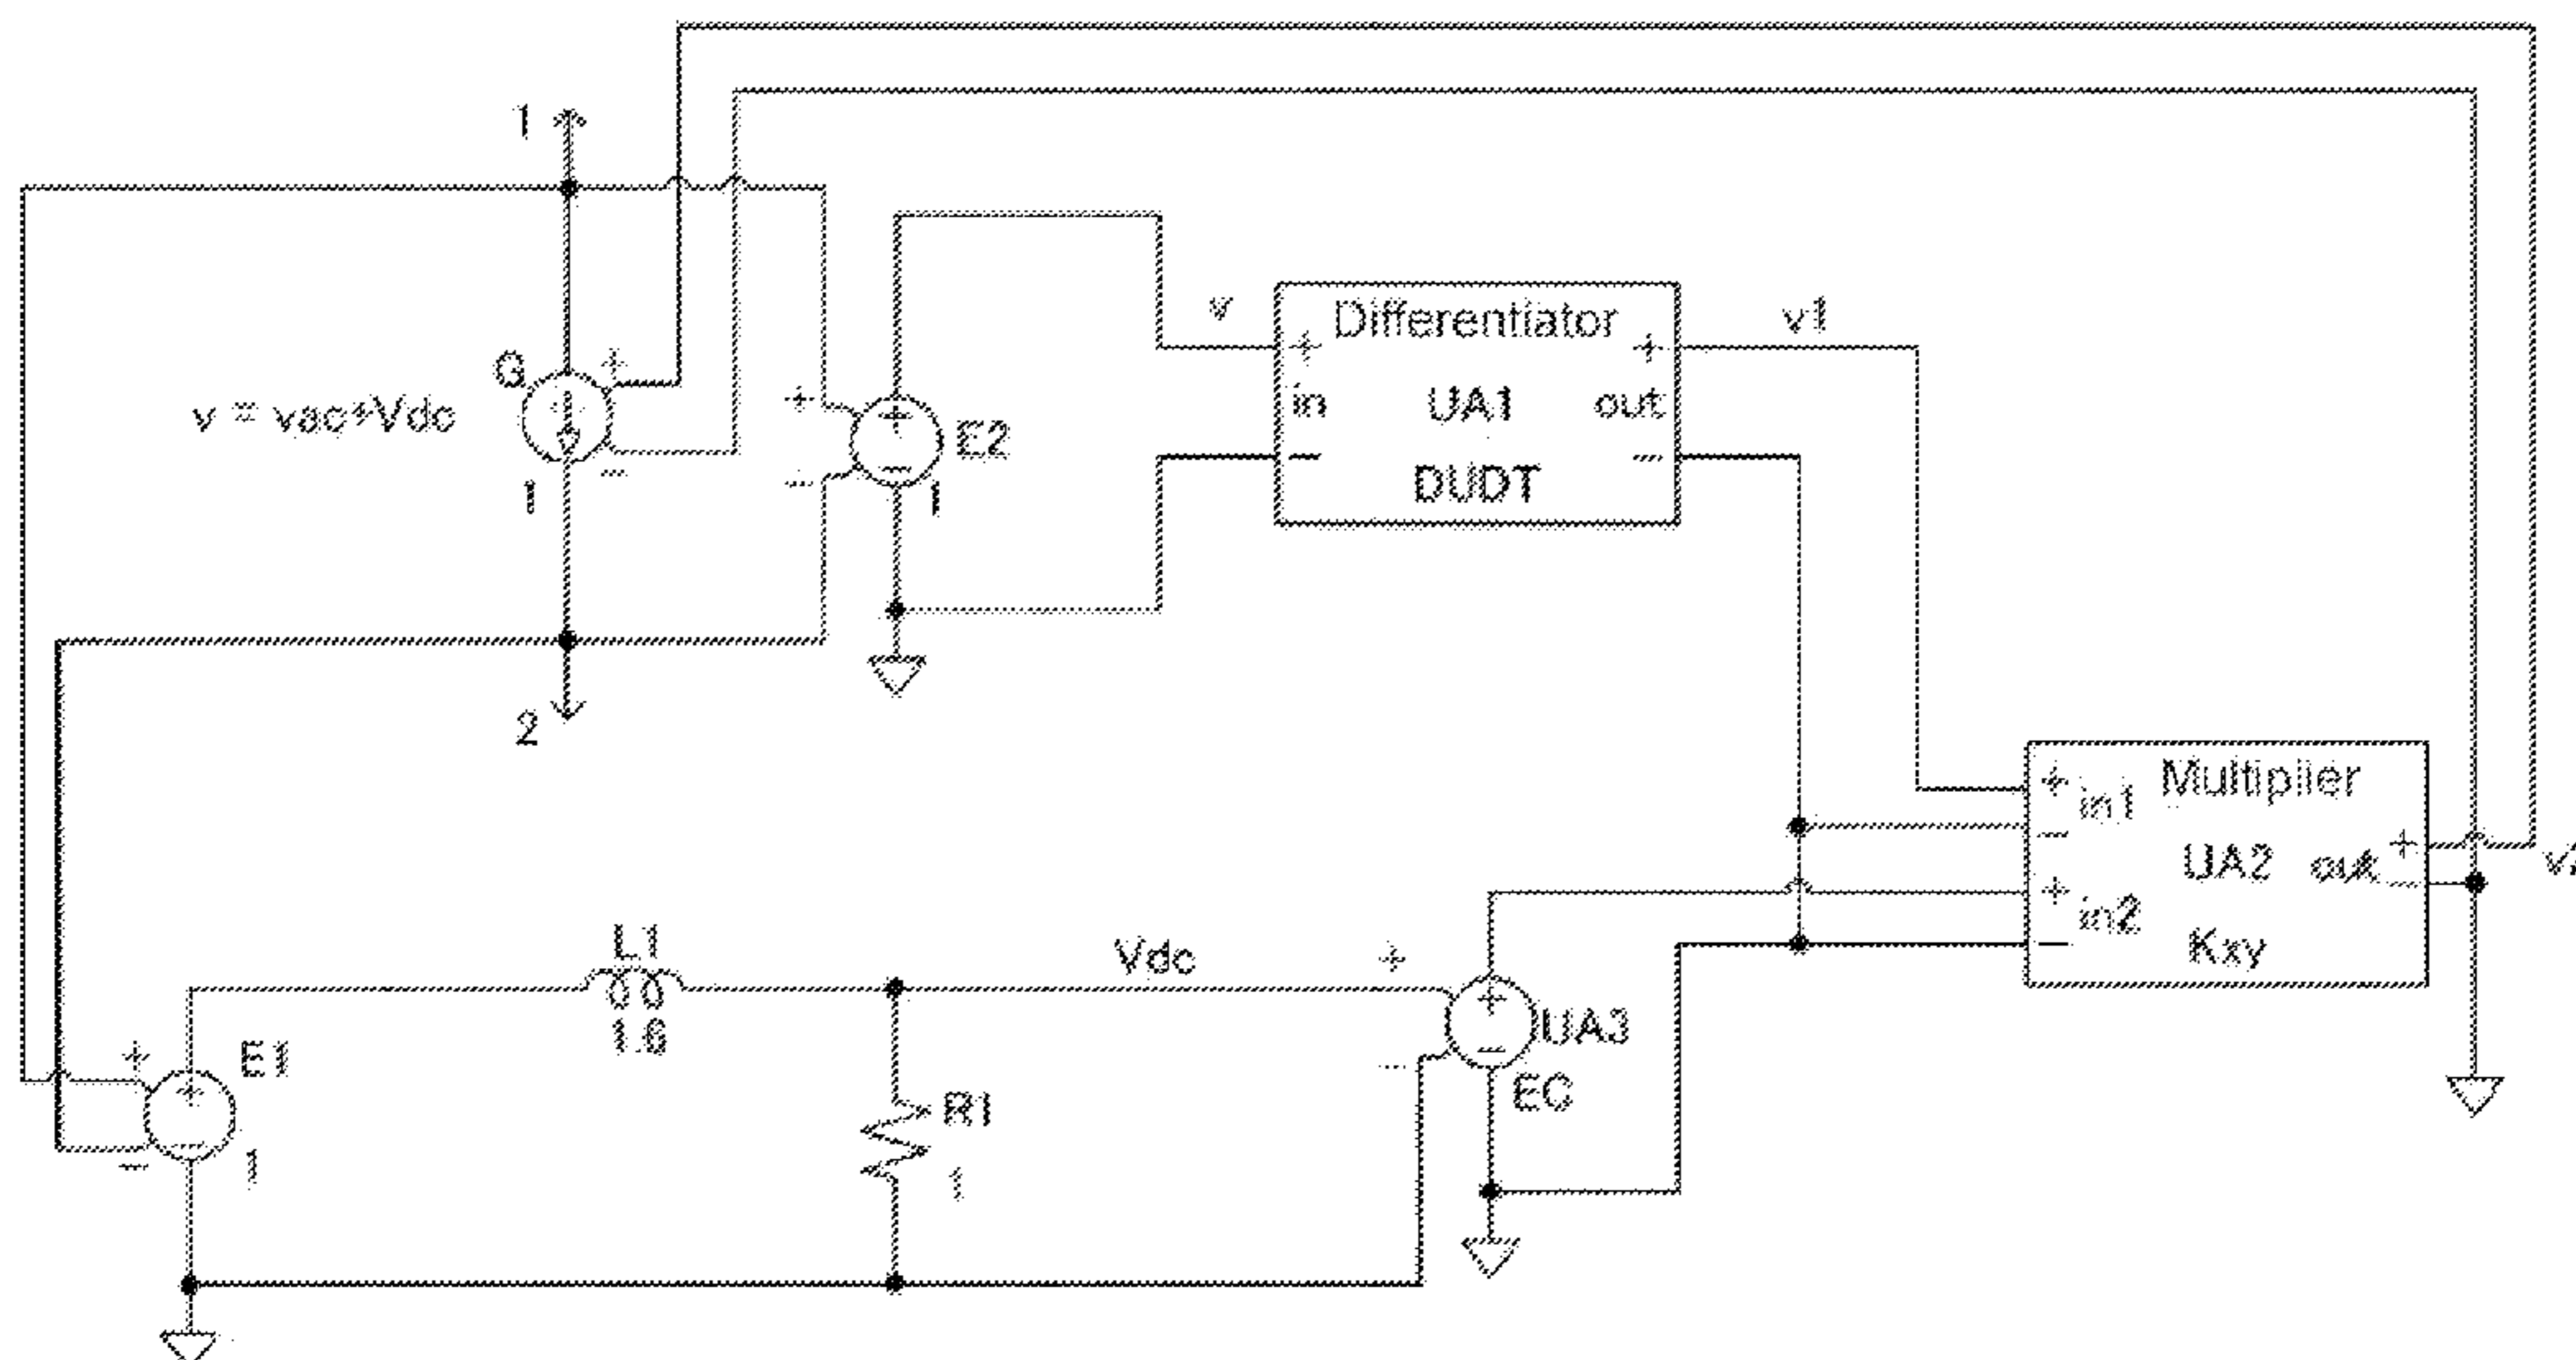 1
G
v = vac+Vdc
1
2
+
−
+
−
E2
1
v
Differentiator
+
in
−
UA1
DUDT
+
out
−
v1
+
in1
−
+
in2
−
Multiplier
UA2
Kxy
+
out
−
L1
1.6
Vdc
+
−
UA3
EC
+
−
E1
1
R1
1